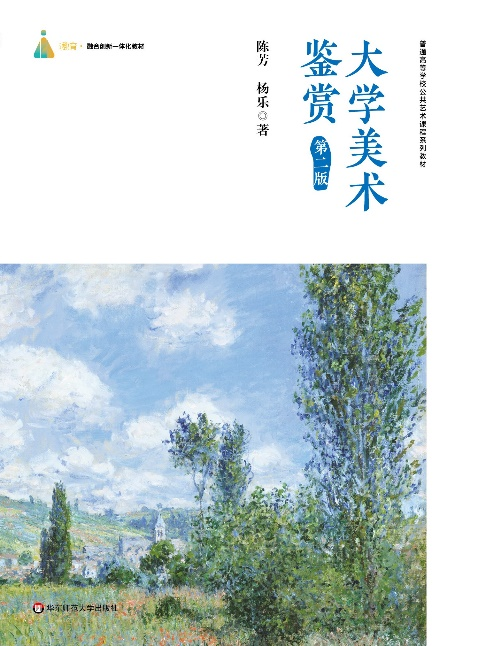 融合创新一体化教材
普通高等学校公共艺术课程系列教材
大学美术
鉴赏
第二版
陈芳 杨乐◎著
华东师范大学出版社